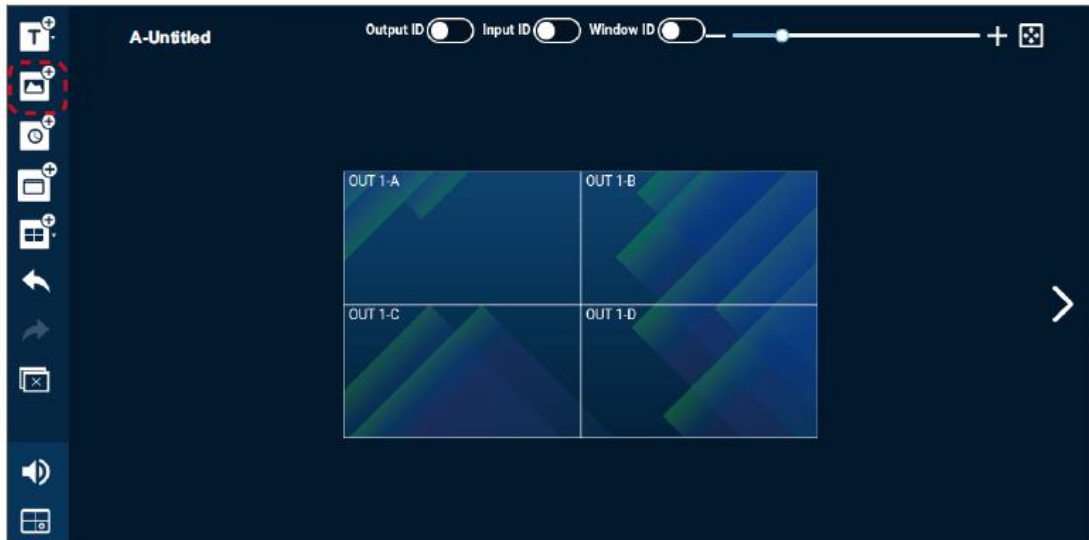 T
A-Untitled
Output ID Input ID Window ID
OUT 1-A
OUT 1-B
OUT 1-C
OUT 1-D